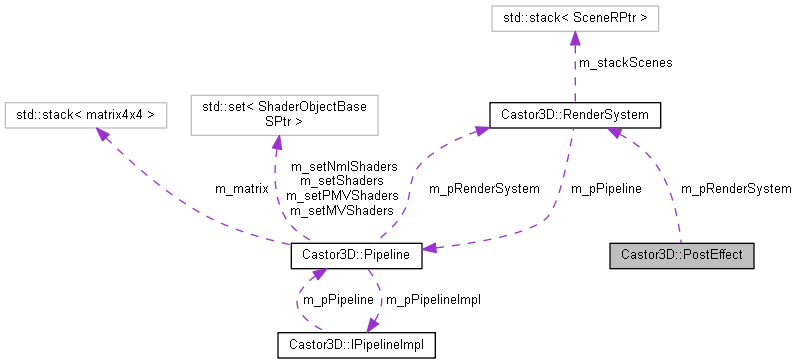 std::stack< SceneRPtr >
m_stackScenes
std::stack< matrix4x4 >
std::set< ShaderObjectBase
SPtr >
Castor3D::RenderSystem
m_matrix
m_setNmlShaders
m_setShaders
m_setPMVShaders
m_setMVShaders
m_pRenderSystem
m_pPipeline
m_pRenderSystem
Castor3D::Pipeline
Castor3D::PostEffect
m_pPipeline
m_pPipelineImpl
Castor3D::IPipelineImpl